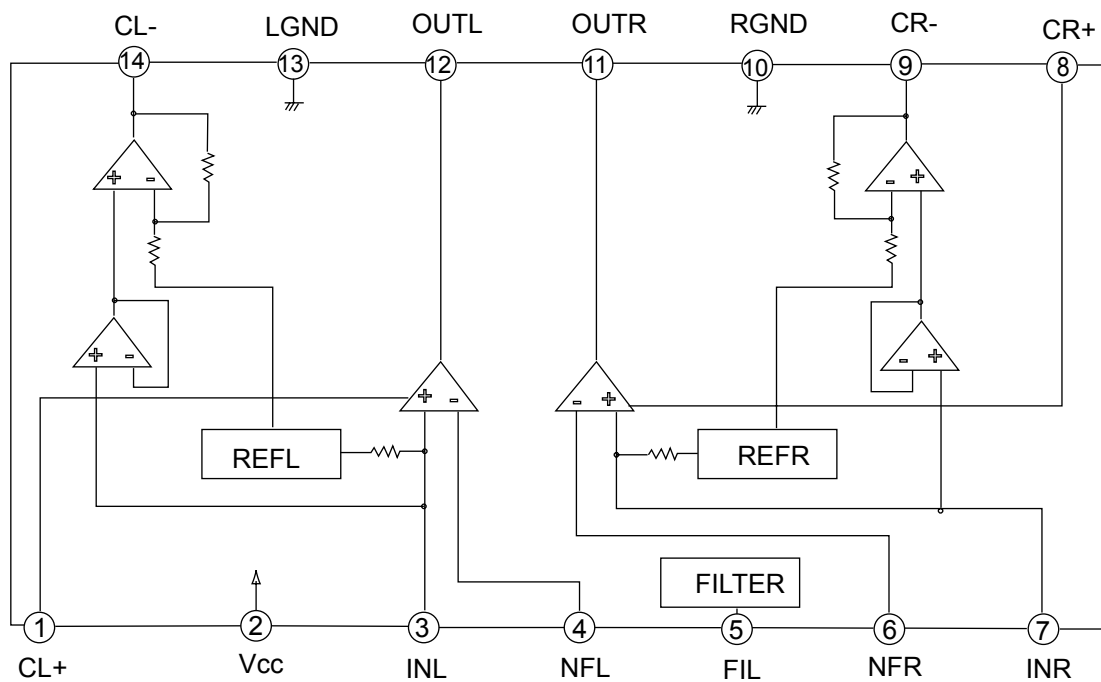 CL-
LGND
OUTL
OUTR
RGND
CR-
CR+
14
13
12
11
10
9
8
+ -
- +
+ -
- +
+ -
- +
REFL
REFR
FILTER
1
2
3
4
5
6
7
CL+
Vcc
INL
NFL
FIL
NFR
INR